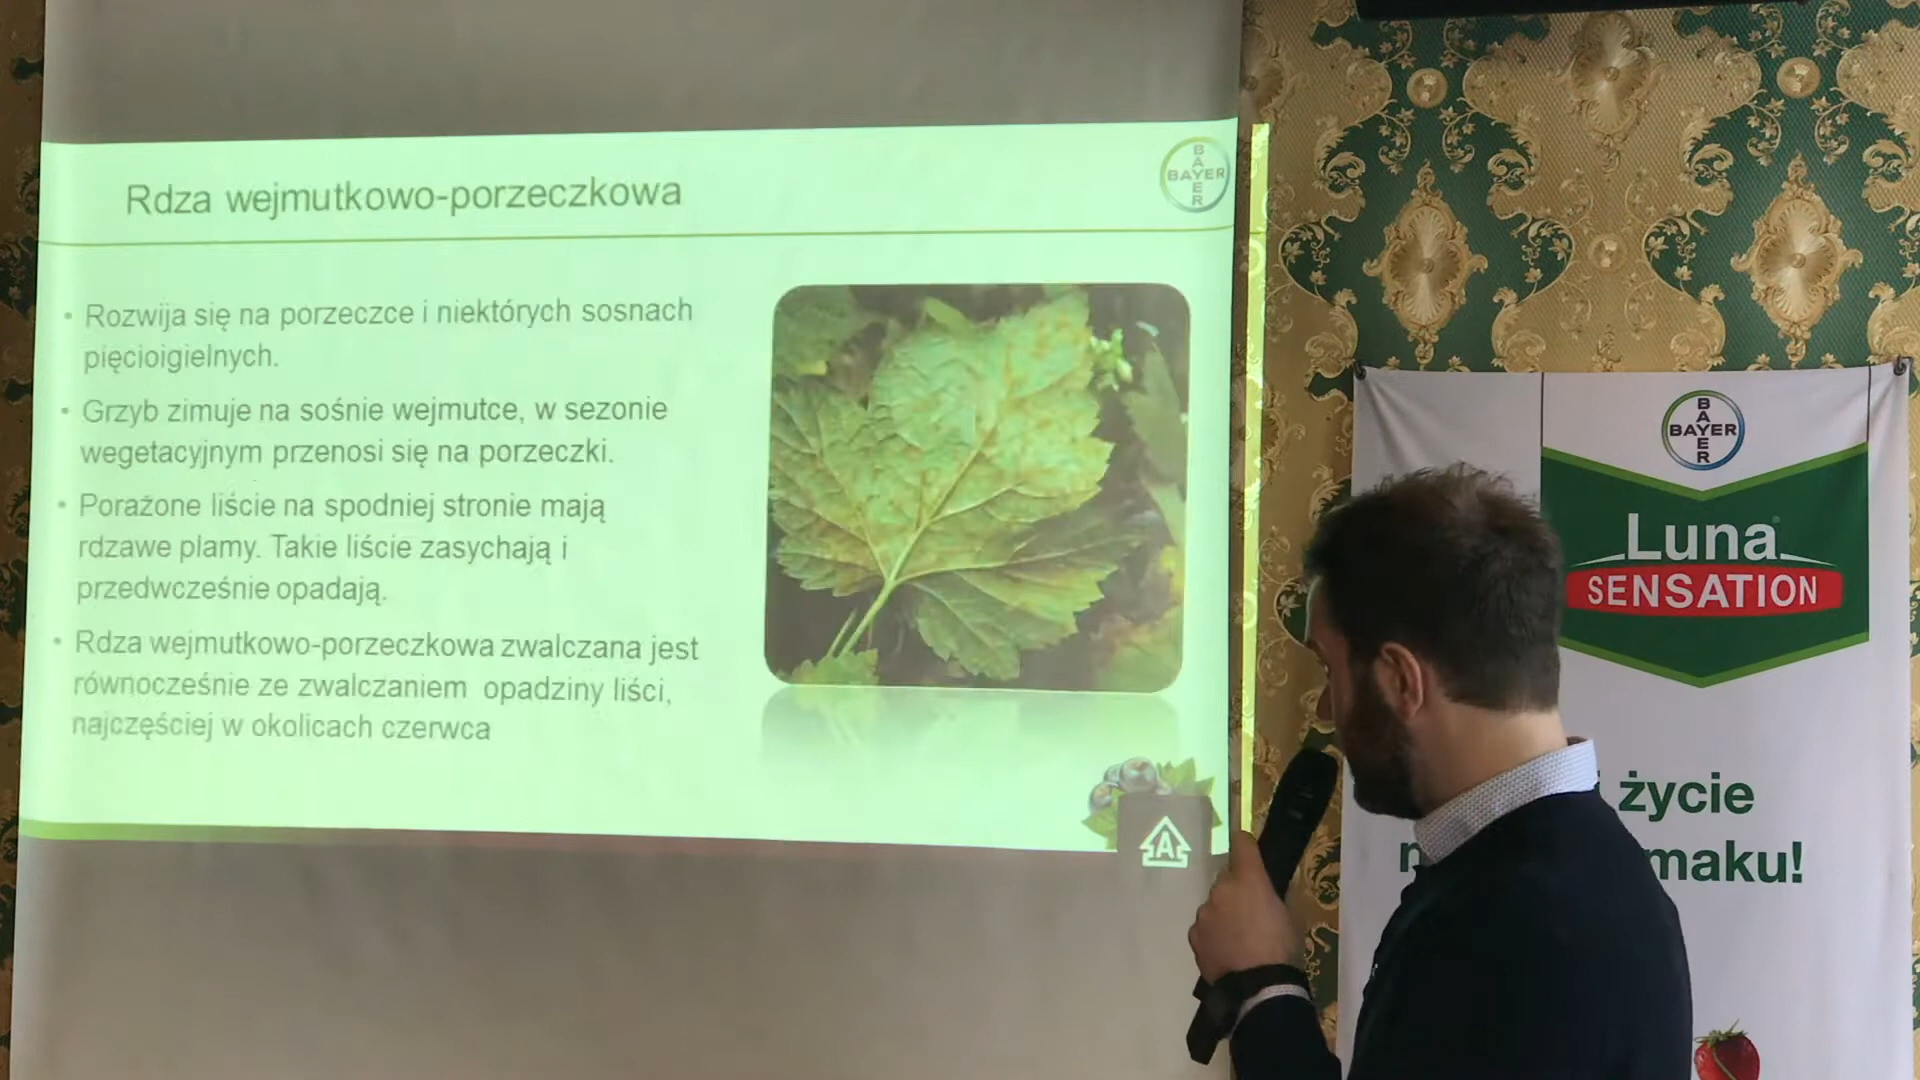 Rdza wejmutkowo-porzeczkowa
BAYER
BAYER
• Rozwija się na porzeczce i niektórych sosnach
pięcioigielnych.
• Grzyb zimuje na sośnie wejmutce, w sezonie
wegetacyjnym przenosi się na porzeczki.
• Porażone liście na spodniej stronie mają
rdzawe plamy. Takie liście zasychają i
przedwcześnie opadają.
• Rdza wejmutkowo-porzeczkowa zwalczana jest
równocześnie ze zwalczaniem opadziny liści,
najczęściej w okolicach czerwca
A
BAYER
BAYER
Luna
SENSATION
życie
maku!